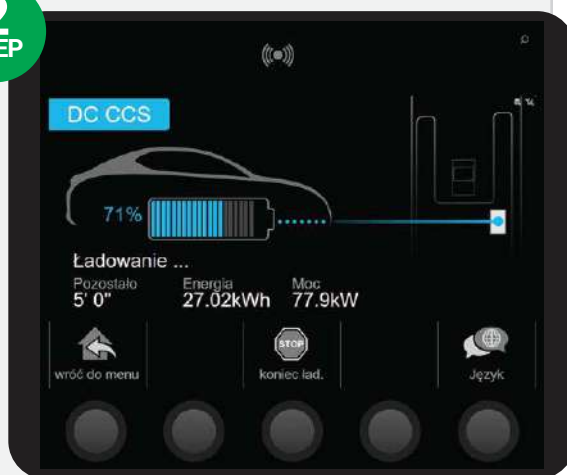 2
EP
DC CCS
71%
Ładowanie ...
Pozostało Energia Moc
5' 0" 27.02kWh 77.9kW
STOP
wróć do menu koniec ład. Język